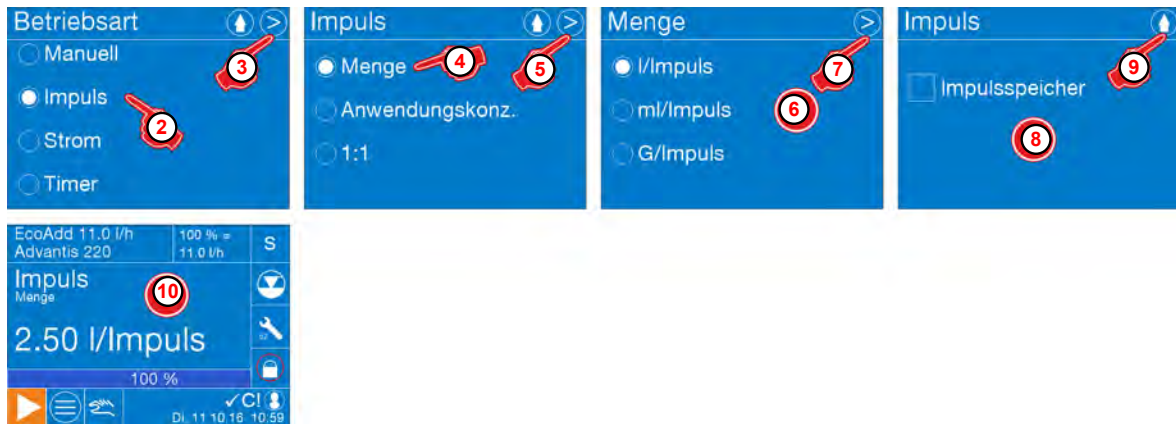 Betriebsart
Manuell
3
Impuls
2
Strom
Timer
Impuls
Menge
4
5
Anwendungskonz.
1:1
Menge
l/Impuls
7
ml/Impuls
6
G/Impuls
Impuls
9
Impulsspeicher
8
EcoAdd 11.0 l/h
Advantis 220
100 % =
11.0 l/h
S
Impuls
Menge
10
2.50 l/Impuls
100 %
✓C!
Di. 11.10.16 10:59